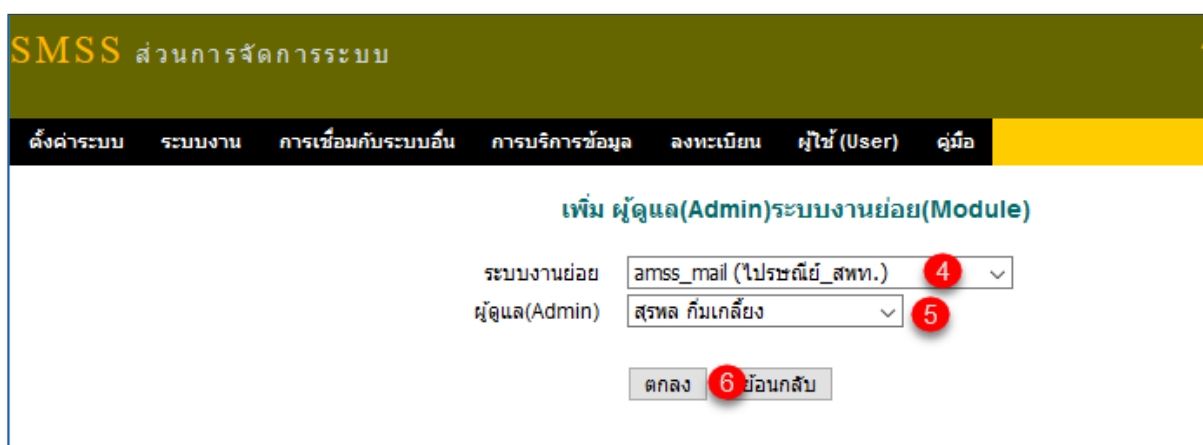 SMSS ส่วนการจัดการระบบ
ตั้งค่าระบบ ระบบงาน การเชื่อมกับระบบอื่น การบริการข้อมูล ลงทะเบียน ผู้ใช้ (User) คู่มือ
เพิ่ม ผู้ดูแล(Admin)ระบบงานย่อย(Module)
ระบบงานย่อย amss_mail (ไปรษณีย์_สพท.) 4
ผู้ดูแล(Admin) สุรพล กิ่มเกลี้ยง 5
ตกลง 6 ย้อนกลับ